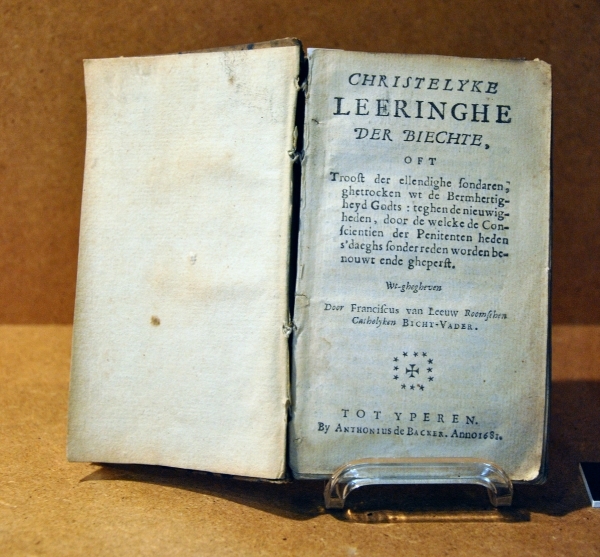 CHRISTELYKE
LEERINGHE
DER BIECHTE,
OFT
Trooſt der ellendighe ſondaren,
ghetrocken wt de Bermhertig-
heyd Godts : teghen de nieuwig-
heden, door de welcke de Con-
ſcientien der Penitenten heden
s'daeghs ſonder reden worden be-
nouwt ende gheperſt.
Wt-ghegheven
Door Franciſcus van Leeuw Roomſchen
Catholyken BICHT-VADER.
TOT YPEREN.
By ANTHONIUS de BACKER. Anno 1681.